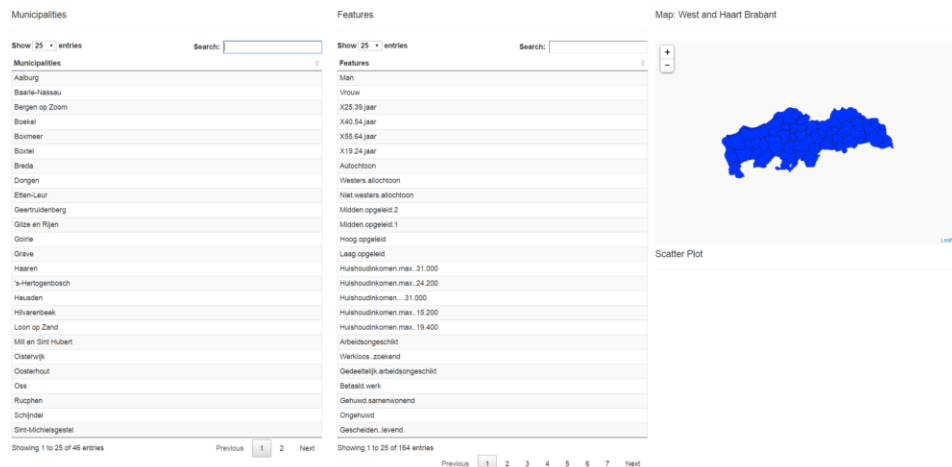 Municipalities
Show 25 entries
Search:
Municipalities
Aalburg
Baarle-Nassau
Bergen op Zoom
Boekel
Boxmeer
Boxtel
Breda
Dongen
Etten-Leur
Geertruidenberg
Gilze en Rijen
Goirle
Grave
Haaren
's-Hertogenbosch
Heusden
Hilvarenbeek
Loon op Zand
Mill en Sint Hubert
Oisterwijk
Oosterhout
Oss
Rucphen
Schijndel
Sint-Michielsgestel
Showing 1 to 25 of 46 entries
Previous 1 2 Next
Features
Show 25 entries
Search:
Features
Man
Vrouw
X25.39.jaar
X40.54.jaar
X55.64.jaar
X19.24.jaar
Autochtoon
Westers.allochtoon
Niet.westers.allochtoon
Midden.opgeleid.2
Midden.opgeleid.1
Hoog.opgeleid
Laag.opgeleid
Huishoudinkomen.max..31.000
Huishoudinkomen.max..24.200
Huishoudinkomen....31.000
Huishoudinkomen.max..15.200
Huishoudinkomen.max..19.400
Arbeidsongeschikt
Werkloos..zoekend
Gedeeltelijk.arbeidsongeschikt
Betaald.werk
Gehuwd.samenwonend
Ongehuwd
Gescheiden..levend.
Showing 1 to 25 of 164 entries
Previous 1 2 3 4 5 6 7 Next
Map: West and Haart Brabant
+
−
Leafl
Scatter Plot